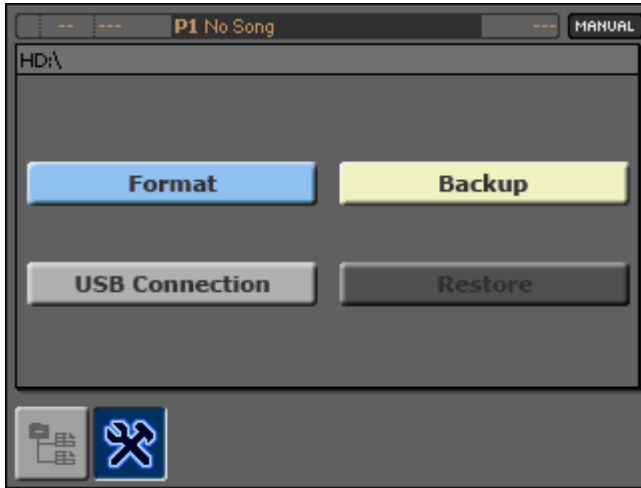 -- --- P1 No Song --- MANUAL
HD:\
Format Backup
USB Connection Restore